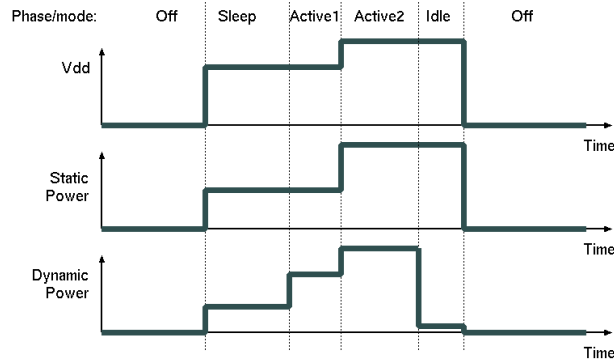 Phase/mode: Off Sleep Active1 Active2 Idle Off
Vdd
Time
Static
Power
Time
Dynamic
Power
Time